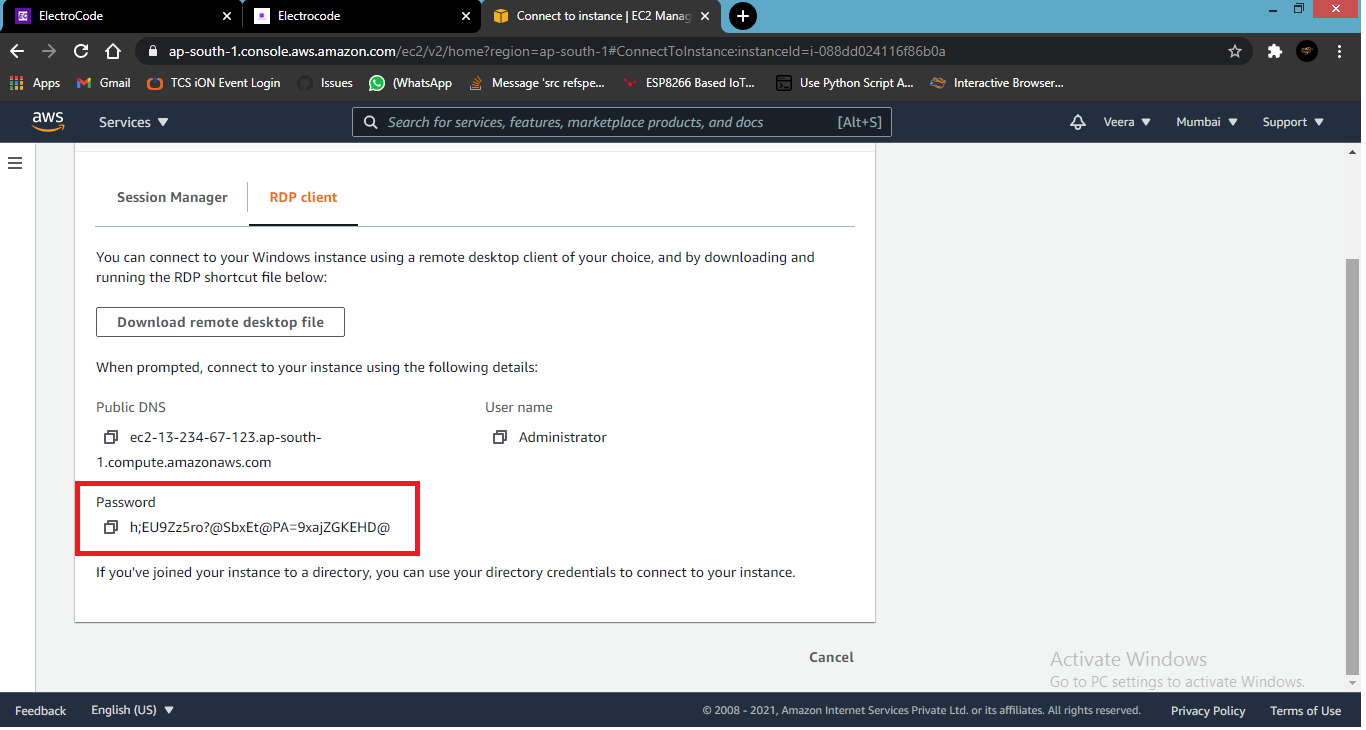 ElectroCode
Electrocode
Connect to instance | EC2 Manag
ap-south-1.console.aws.amazon.com/ec2/v2/home?region=ap-south-1#ConnectToInstance:instanceId=i-088dd024116f86b0a
Apps
Gmail
TCS iON Event Login
Issues
(WhatsApp
Message 'src refspe...
ESP8266 Based IoT...
Use Python Script A...
Interactive Browser...
aws
Services
Search for services, features, marketplace products, and docs
[Alt+S]
Veera
Mumbai
Support
Session Manager
RDP client
You can connect to your Windows instance using a remote desktop client of your choice, and by downloading and
running the RDP shortcut file below:
Download remote desktop file
When prompted, connect to your instance using the following details:
Public DNS
User name
ec2-13-234-67-123.ap-south-
Administrator
1.compute.amazonaws.com
Password
h;EU9Zz5ro?@SbxEt@PA=9xajZGKEHD@
If you've joined your instance to a directory, you can use your directory credentials to connect to your instance.
Cancel
Activate Windows
Go to PC settings to activate Windows.
Feedback
English (US)
© 2008 - 2021, Amazon Internet Services Private Ltd. or its affiliates. All rights reserved.
Privacy Policy
Terms of Use